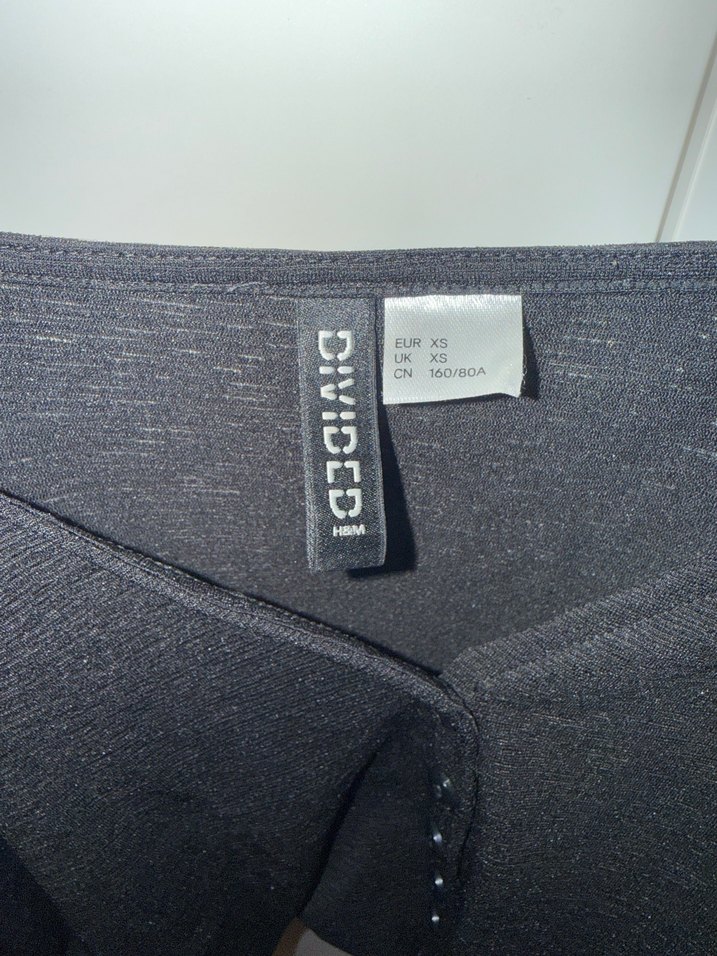 DIVIDED
H&M
EUR XS
UK XS
CN 160/80A